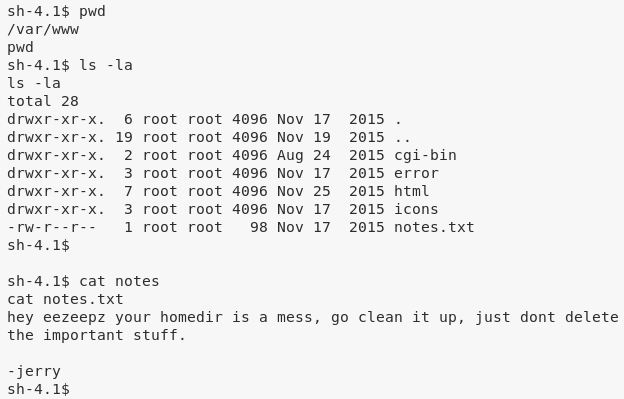 sh-4.1$ pwd
/var/www
pwd
sh-4.1$ ls -la
ls -la
total 28
drwxr-xr-x.  6 root root 4096 Nov 17  2015 .
drwxr-xr-x. 19 root root 4096 Nov 19  2015 ..
drwxr-xr-x.  2 root root 4096 Aug 24  2015 cgi-bin
drwxr-xr-x.  3 root root 4096 Nov 17  2015 error
drwxr-xr-x.  7 root root 4096 Nov 25  2015 html
drwxr-xr-x.  3 root root 4096 Nov 17  2015 icons
-rw-r--r--   1 root root   98 Nov 17  2015 notes.txt
sh-4.1$
sh-4.1$ cat notes
cat notes.txt
hey eezeepz your homedir is a mess, go clean it up, just dont delete
the important stuff.
-jerry
sh-4.1$